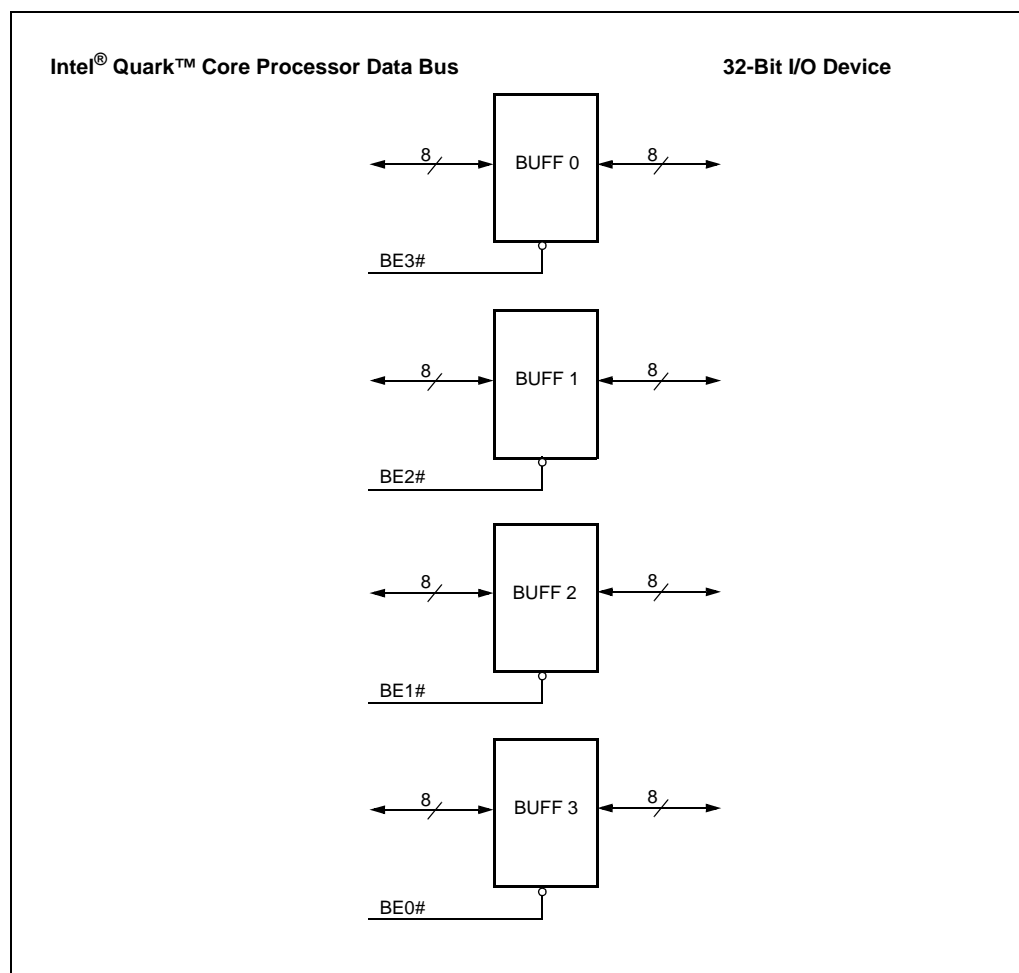 Intel® Quark™ Core Processor Data Bus
32-Bit I/O Device
8
BUFF 0
8
BE3#
8
BUFF 1
8
BE2#
8
BUFF 2
8
BE1#
8
BUFF 3
8
BE0#